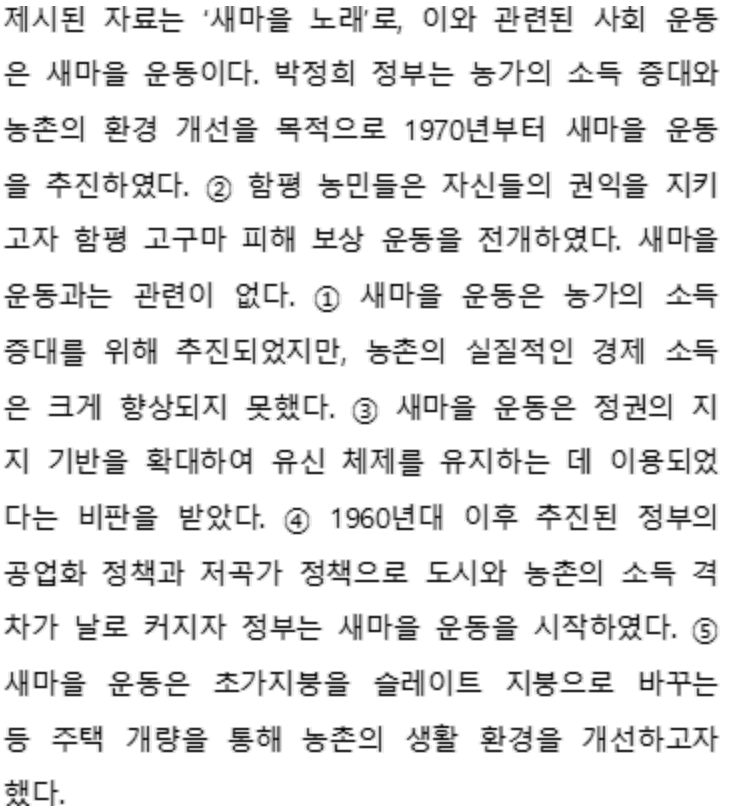 제시된 자료는 ‘새마을 노래’로, 이와 관련된 사회 운동
은 새마을 운동이다. 박정희 정부는 농가의 소득 증대와
농촌의 환경 개선을 목적으로 1970년부터 새마을 운동
을 추진하였다. ② 함평 농민들은 자신들의 권익을 지키
고자 함평 고구마 피해 보상 운동을 전개하였다. 새마을
운동과는 관련이 없다. ① 새마을 운동은 농가의 소득
증대를 위해 추진되었지만, 농촌의 실질적인 경제 소득
은 크게 향상되지 못했다. ③ 새마을 운동은 정권의 지
지 기반을 확대하여 유신 체제를 유지하는 데 이용되었
다는 비판을 받았다. ④ 1960년대 이후 추진된 정부의
공업화 정책과 저곡가 정책으로 도시와 농촌의 소득 격
차가 날로 커지자 정부는 새마을 운동을 시작하였다. ⑤
새마을 운동은 초가지붕을 슬레이트 지붕으로 바꾸는
등 주택 개량을 통해 농촌의 생활 환경을 개선하고자
했다.